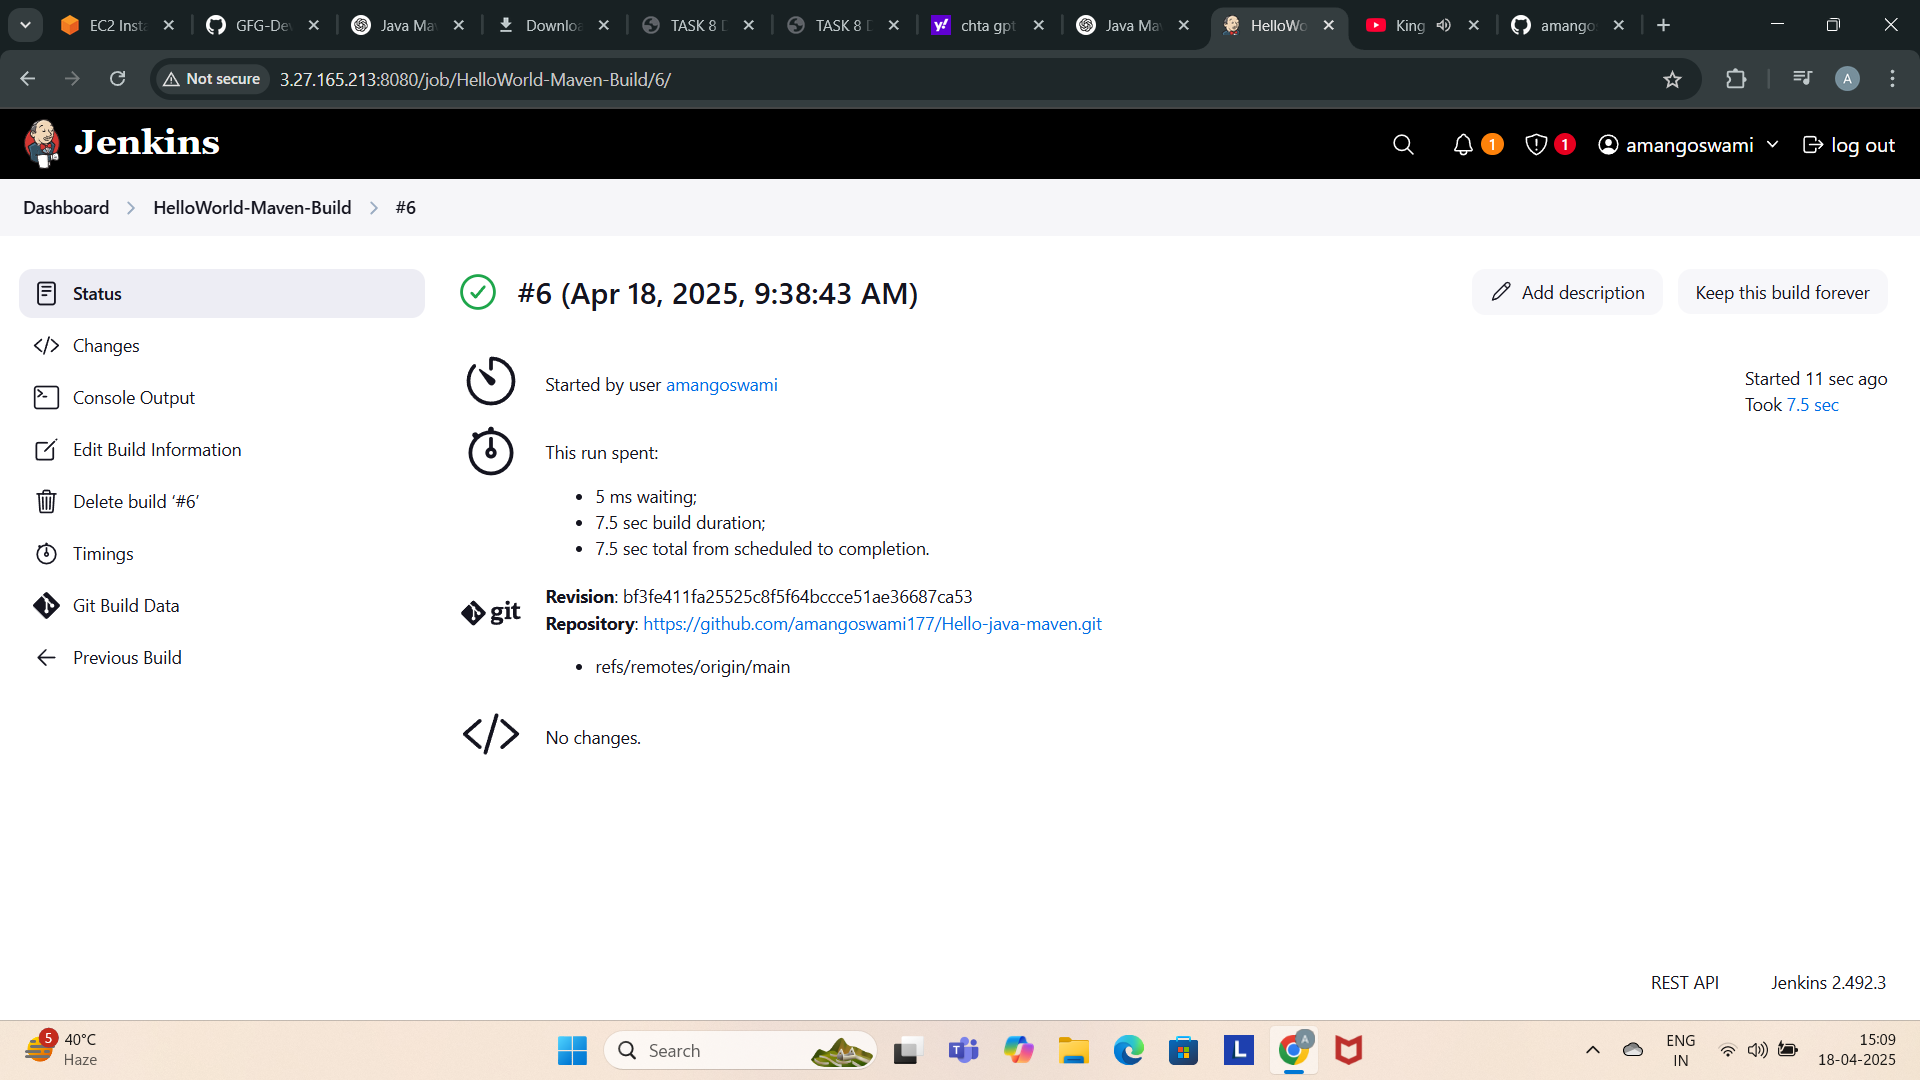 EC2 Insta
GFG-De
Java Ma
Downloa
TASK 8 D
TASK 8 D
chta gpt
Java Ma
HelloWo
King
amango
Not secure
3.27.165.213:8080/job/HelloWorld-Maven-Build/6/
A
Jenkins
1
1
amangoswami
log out
Dashboard
HelloWorld-Maven-Build
#6
Status
Changes
Console Output
Edit Build Information
Delete build ‘#6’
Timings
Git Build Data
Previous Build
#6 (Apr 18, 2025, 9:38:43 AM)
Add description
Keep this build forever
Started by user amangoswami
Started 11 sec ago
Took 7.5 sec
This run spent:
5 ms waiting;
7.5 sec build duration;
7.5 sec total from scheduled to completion.
git
Revision: bf3fe411fa25525c8f5f64bccce51ae36687ca53
Repository: https://github.com/amangoswami177/Hello-java-maven.git
refs/remotes/origin/main
No changes.
REST API
Jenkins 2.492.3
5
40°C
Haze
Search
T
L
A
ENG
IN
15:09
18-04-2025